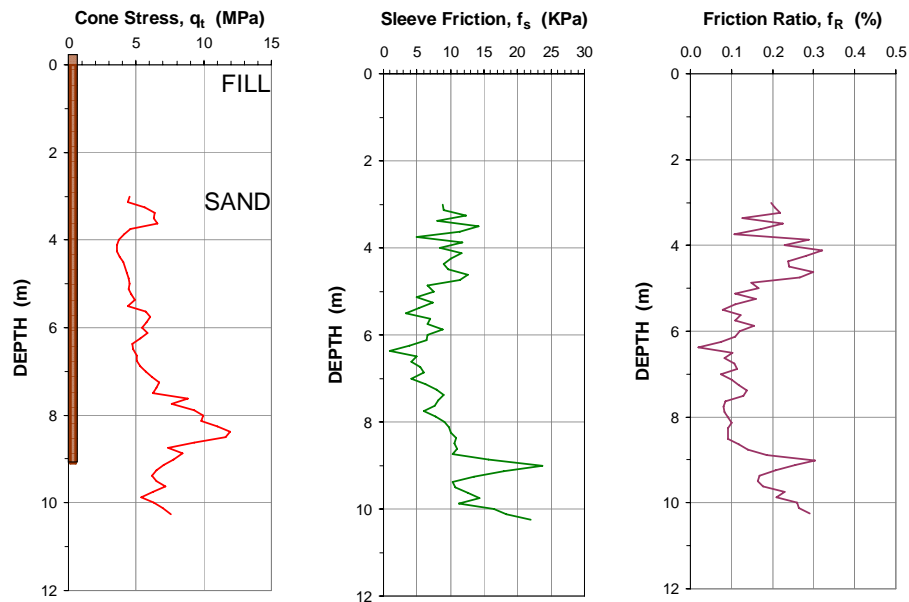 Cone Stress, qt (MPa)
0 5 10 15
0
2
4
6
8
10
12
DEPTH (m)
FILL
SAND
Sleeve Friction, fs (KPa)
0 5 10 15 20 25 30
0
2
4
6
8
10
12
DEPTH (m)
Friction Ratio, fR (%)
0.0 0.1 0.2 0.3 0.4 0.5
0
2
4
6
8
10
12
DEPTH (m)